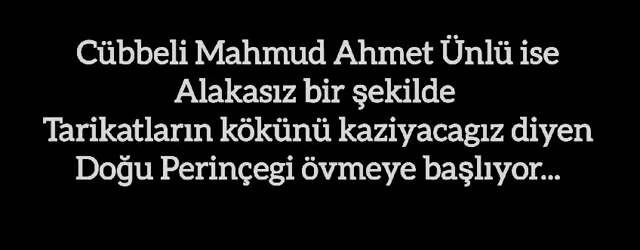 Cübbeli Mahmud Ahmet Ünlü ise
Alakasız bir şekilde
Tarikatların kökünü kaziyacagız diyen
Doğu Perinçegi övmeye başlıyor...